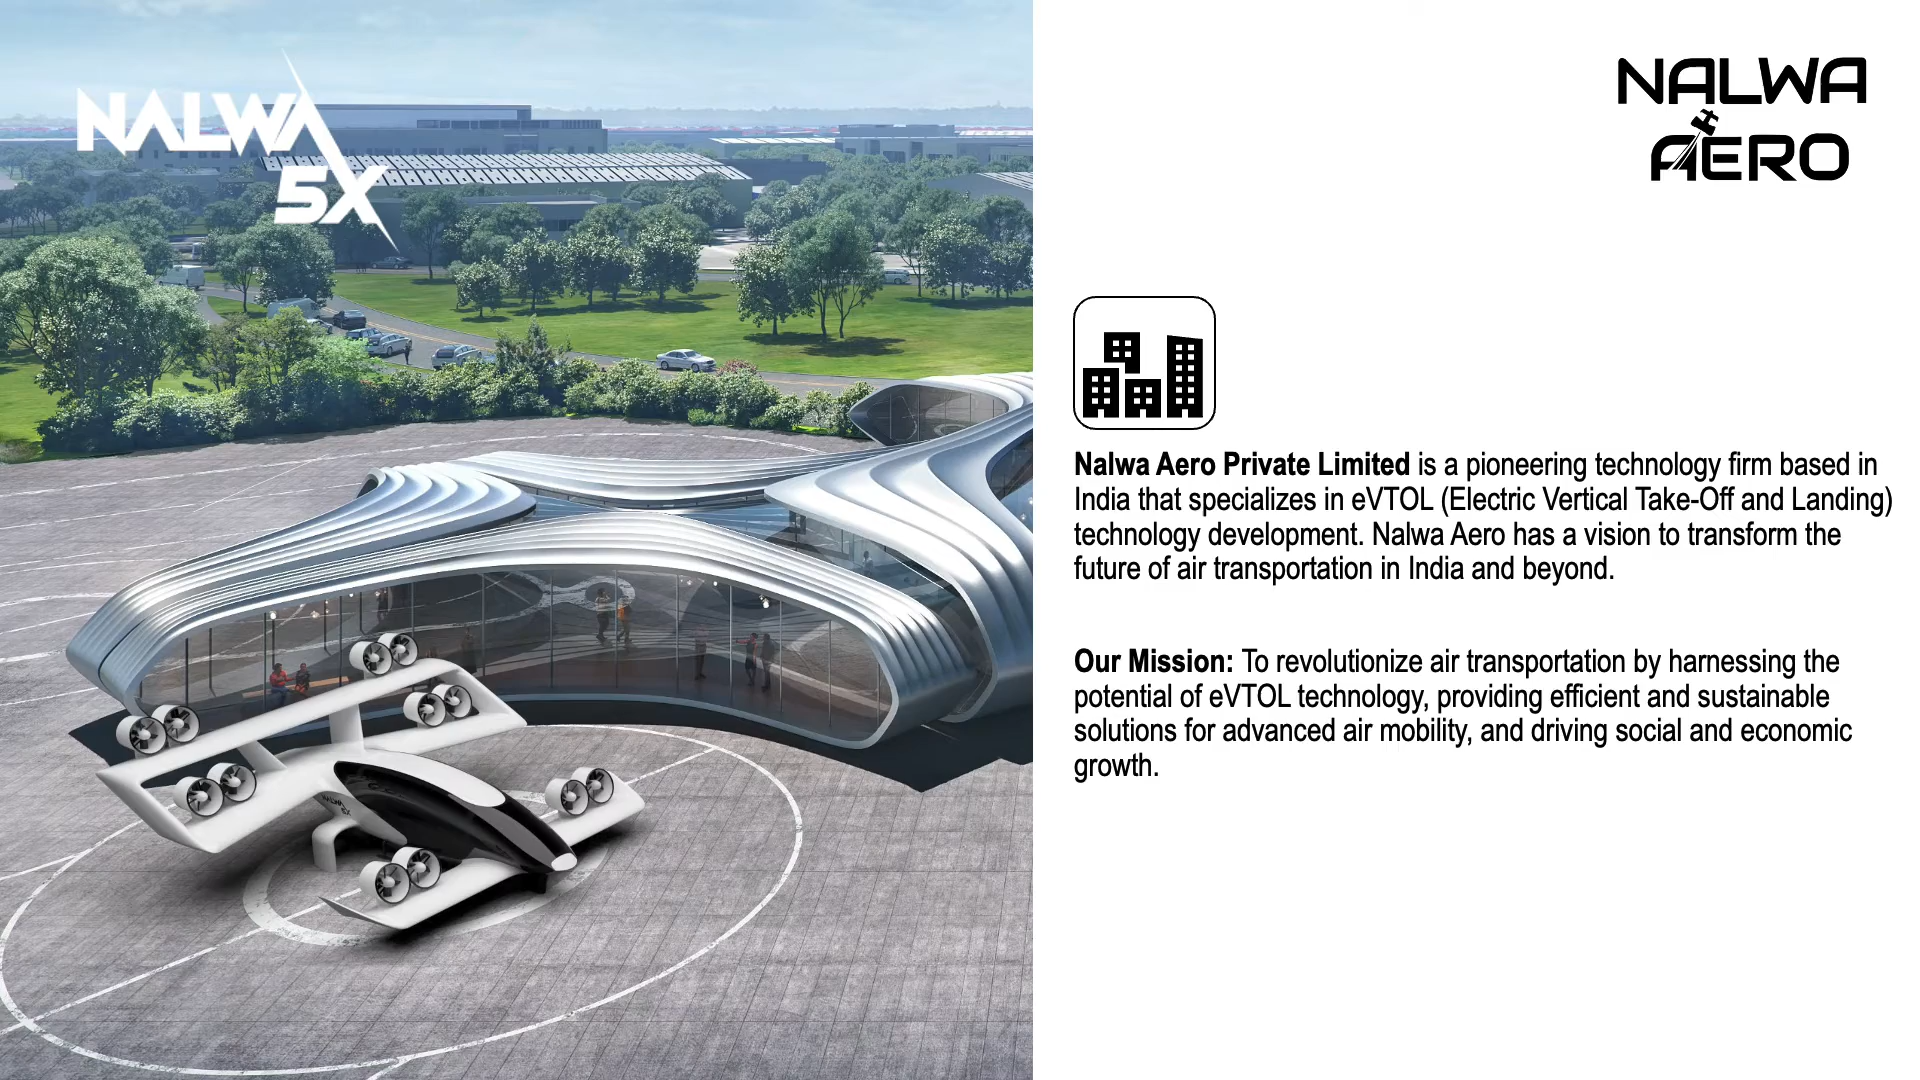 NALWA
5X
NALWA
AERO
Nalwa Aero Private Limited is a pioneering technology firm based in
India that specializes in eVTOL (Electric Vertical Take-Off and Landing)
technology development. Nalwa Aero has a vision to transform the
future of air transportation in India and beyond.
Our Mission: To revolutionize air transportation by harnessing the
potential of eVTOL technology, providing efficient and sustainable
solutions for advanced air mobility, and driving social and economic
growth.
NALWA
5X